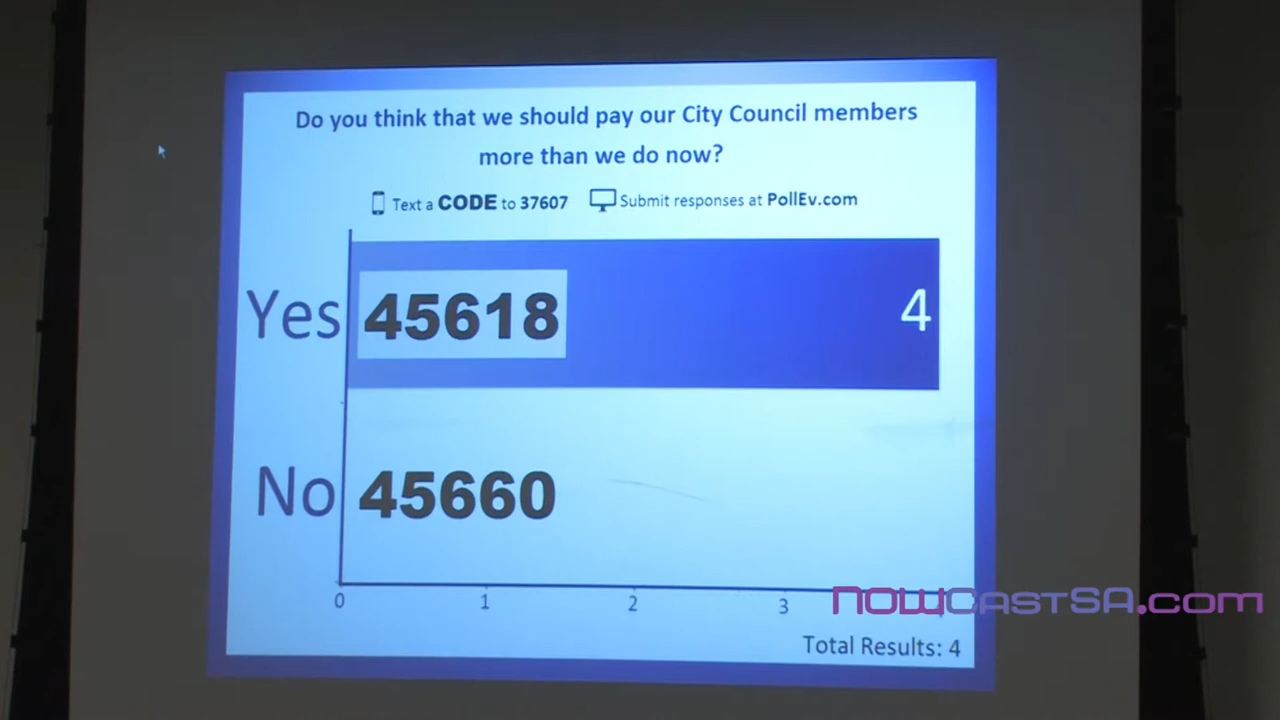 Do you think that we should pay our City Council members
more than we do now?
Text a CODE to 37607 Submit responses at PollEv.com
Yes 45618 4
No 45660
0 1 2 3
NOWCastSA.com
Total Results: 4